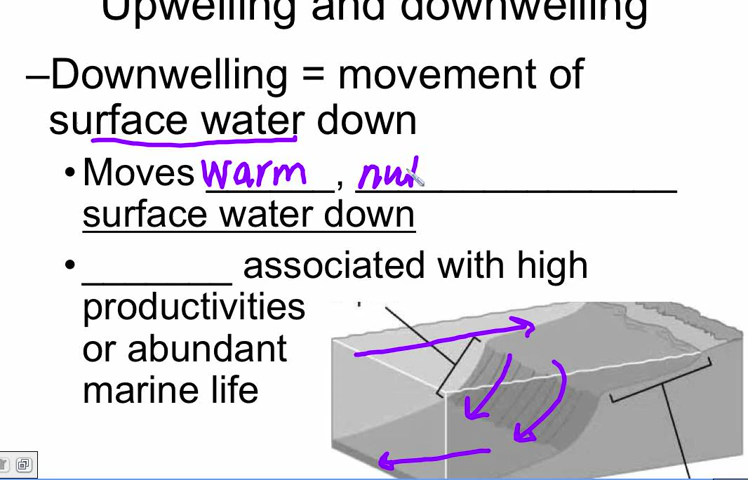 Upwelling and downwelling
–Downwelling = movement of
surface water down
• Moves warm, nut
surface water down
• ________ associated with high
productivities
or abundant
marine life